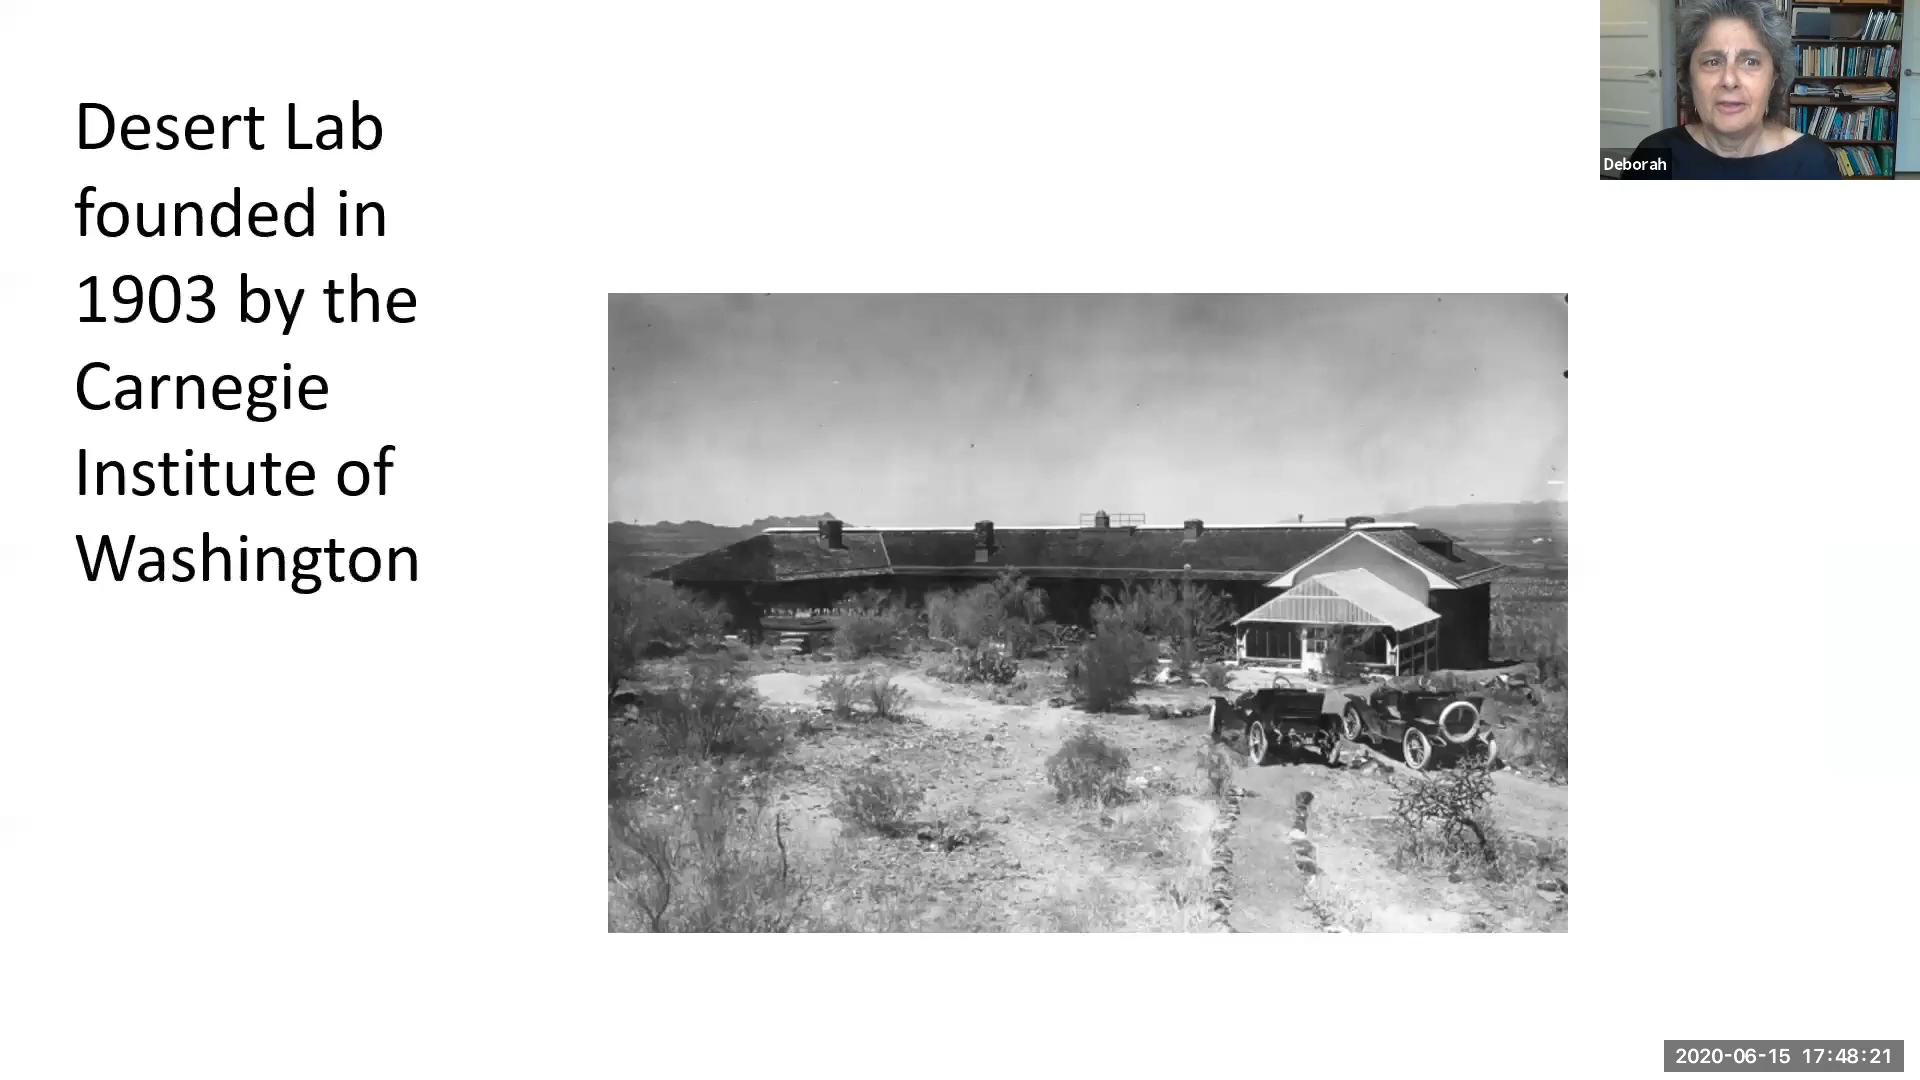 Desert Lab
founded in
1903 by the
Carnegie
Institute of
Washington
Deborah
2020-06-15 17:48:21